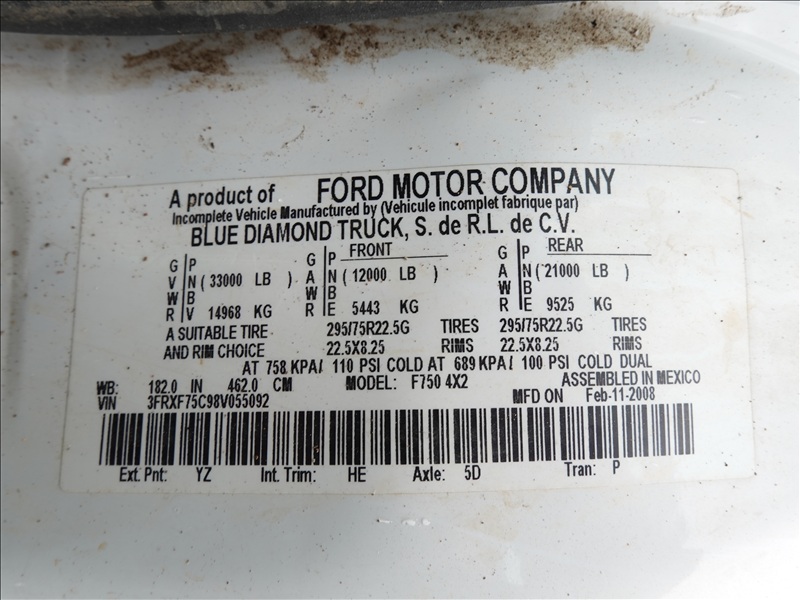 A product of FORD MOTOR COMPANY
Incomplete Vehicle Manufactured by (Vehicule incomplet fabrique par)
BLUE DIAMOND TRUCK, S. de R.L. de C.V.
FRONT REAR
G P G P G P
V N ( 33000 LB ) A N ( 12000 LB ) A N ( 21000 LB )
W B W B W B
R V 14968 KG R E 5443 KG R E 9525 KG
A SUITABLE TIRE 295/75R22.5G TIRES 295/75R22.5G
AND RIM CHOICE 22.5X8.25 RIMS 22.5X8.25
AT 758 KPA/ 110 PSI COLD AT 689 KPA/ 100 PSI COLD DUAL
WB: 182.0 IN 462.0 CM MODEL: F750 4X2 ASSEMBLED IN MEXICO
VIN 3FRXF75C98V055092 MFD ON Feb-11-2008
Ext. Pnt: YZ Int. Trim: HE Axle: 5D Tran: P